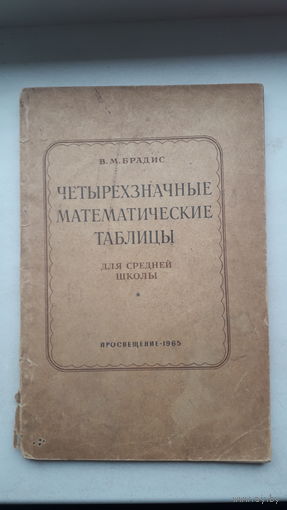 В. М. БРАДИС
ЧЕТЫРЕХЗНАЧНЫЕ
МАТЕМАТИЧЕСКИЕ
ТАБЛИЦЫ
ДЛЯ СРЕДНЕЙ
ШКОЛЫ
ПРОСВЕЩЕНИЕ·1965